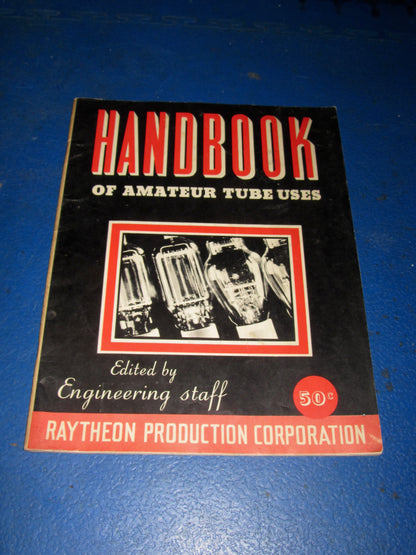 HANDBOOK
OF AMATEUR TUBE USES
Edited by
Engineering staff
50¢
RAYTHEON PRODUCTION CORPORATION